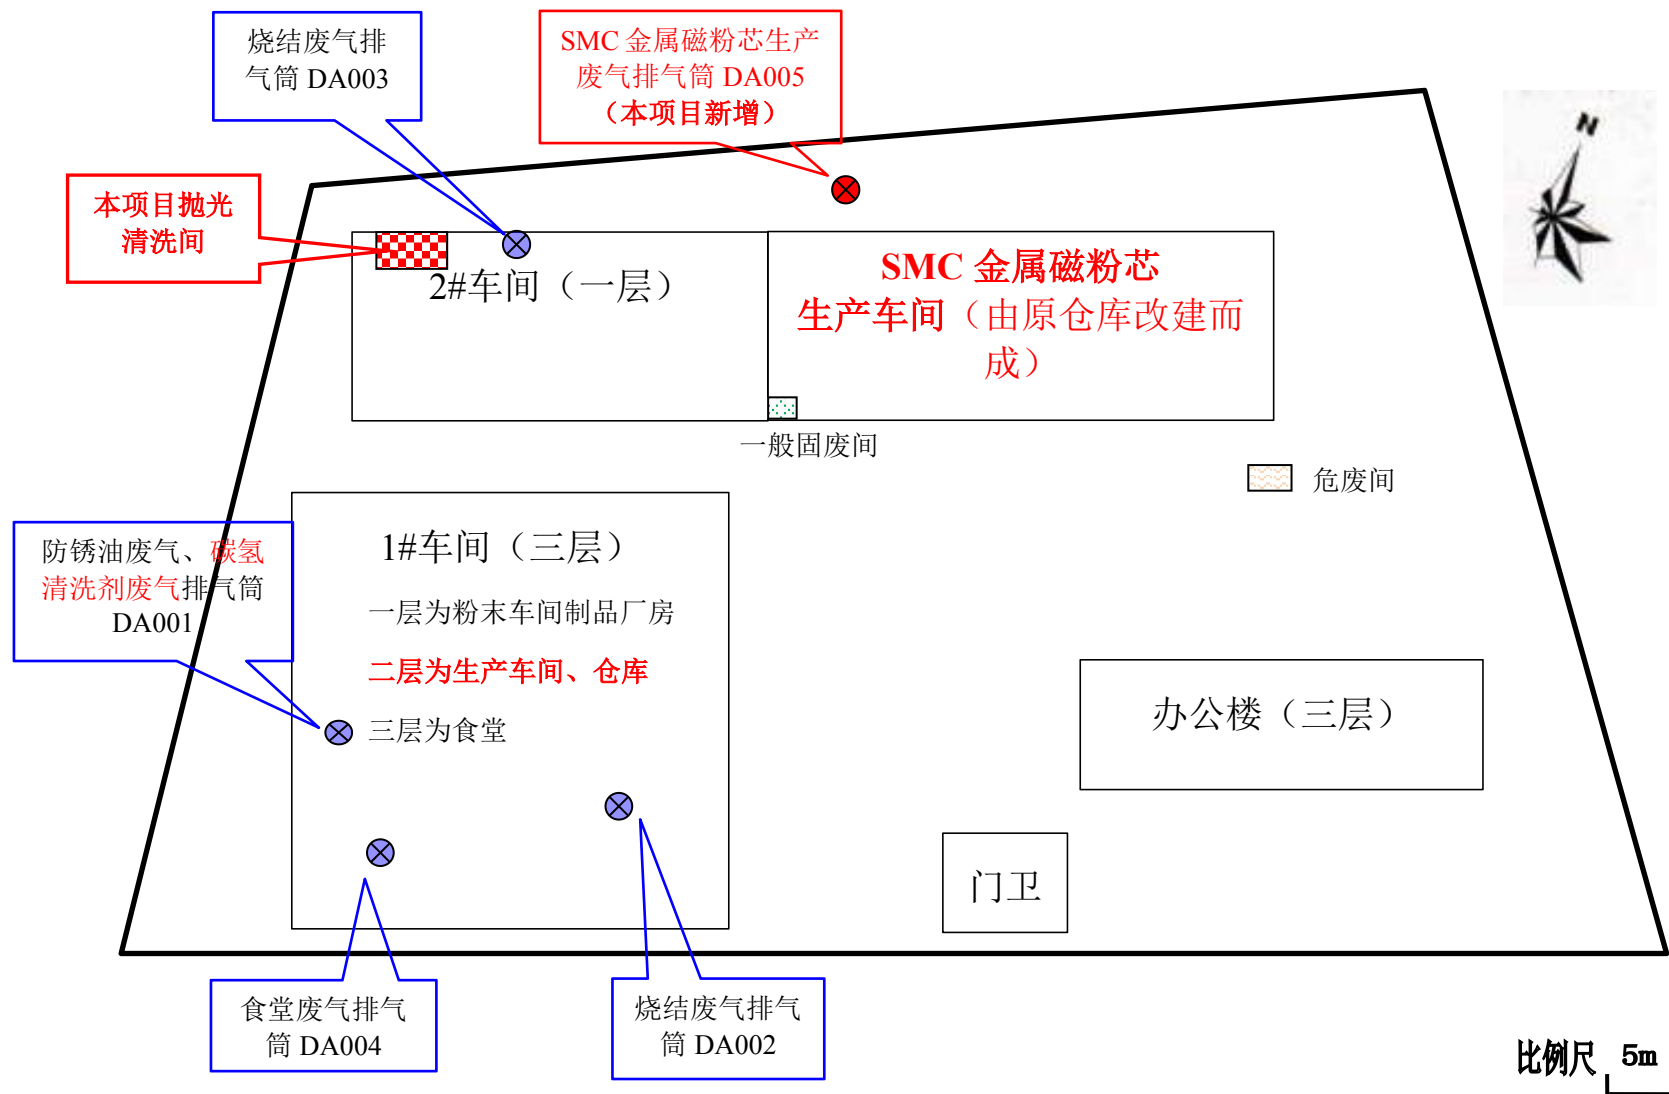 烧结废气排
气筒 DA003
SMC 金属磁粉芯生产
废气排气筒 DA005
（本项目新增）
N
本项目抛光
清洗间
2#车间（一层）
SMC 金属磁粉芯
生产车间（由原仓库改建而
成）
一般固废间
危废间
防锈油废气、碳氢
清洗剂废气排气筒
DA001
1#车间（三层）
一层为粉末车间制品厂房
二层为生产车间、仓库
三层为食堂
办公楼（三层）
门卫
食堂废气排气
筒 DA004
烧结废气排气
筒 DA002
比例尺 5m